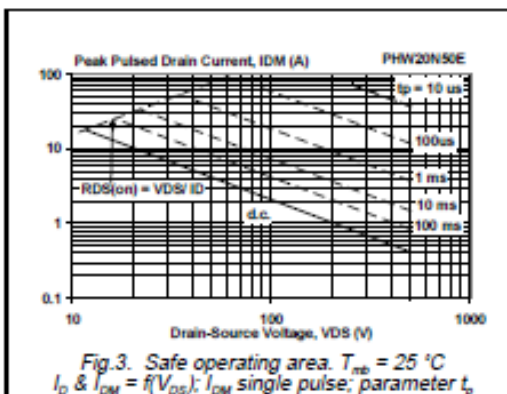 Peak Pulsed Drain Current, IDM (A) PHW20N50E
100
tp = 10 us
100us
10
1 ms
RDS(on) = VDS/ ID
10 ms
d.c.
100 ms
1
0.1
10 100 1000
Drain-Source Voltage, VDS (V)
Fig.3. Safe operating area. Tmb = 25 °C
ID & IDM = f(VDS); IDM single pulse; parameter tp